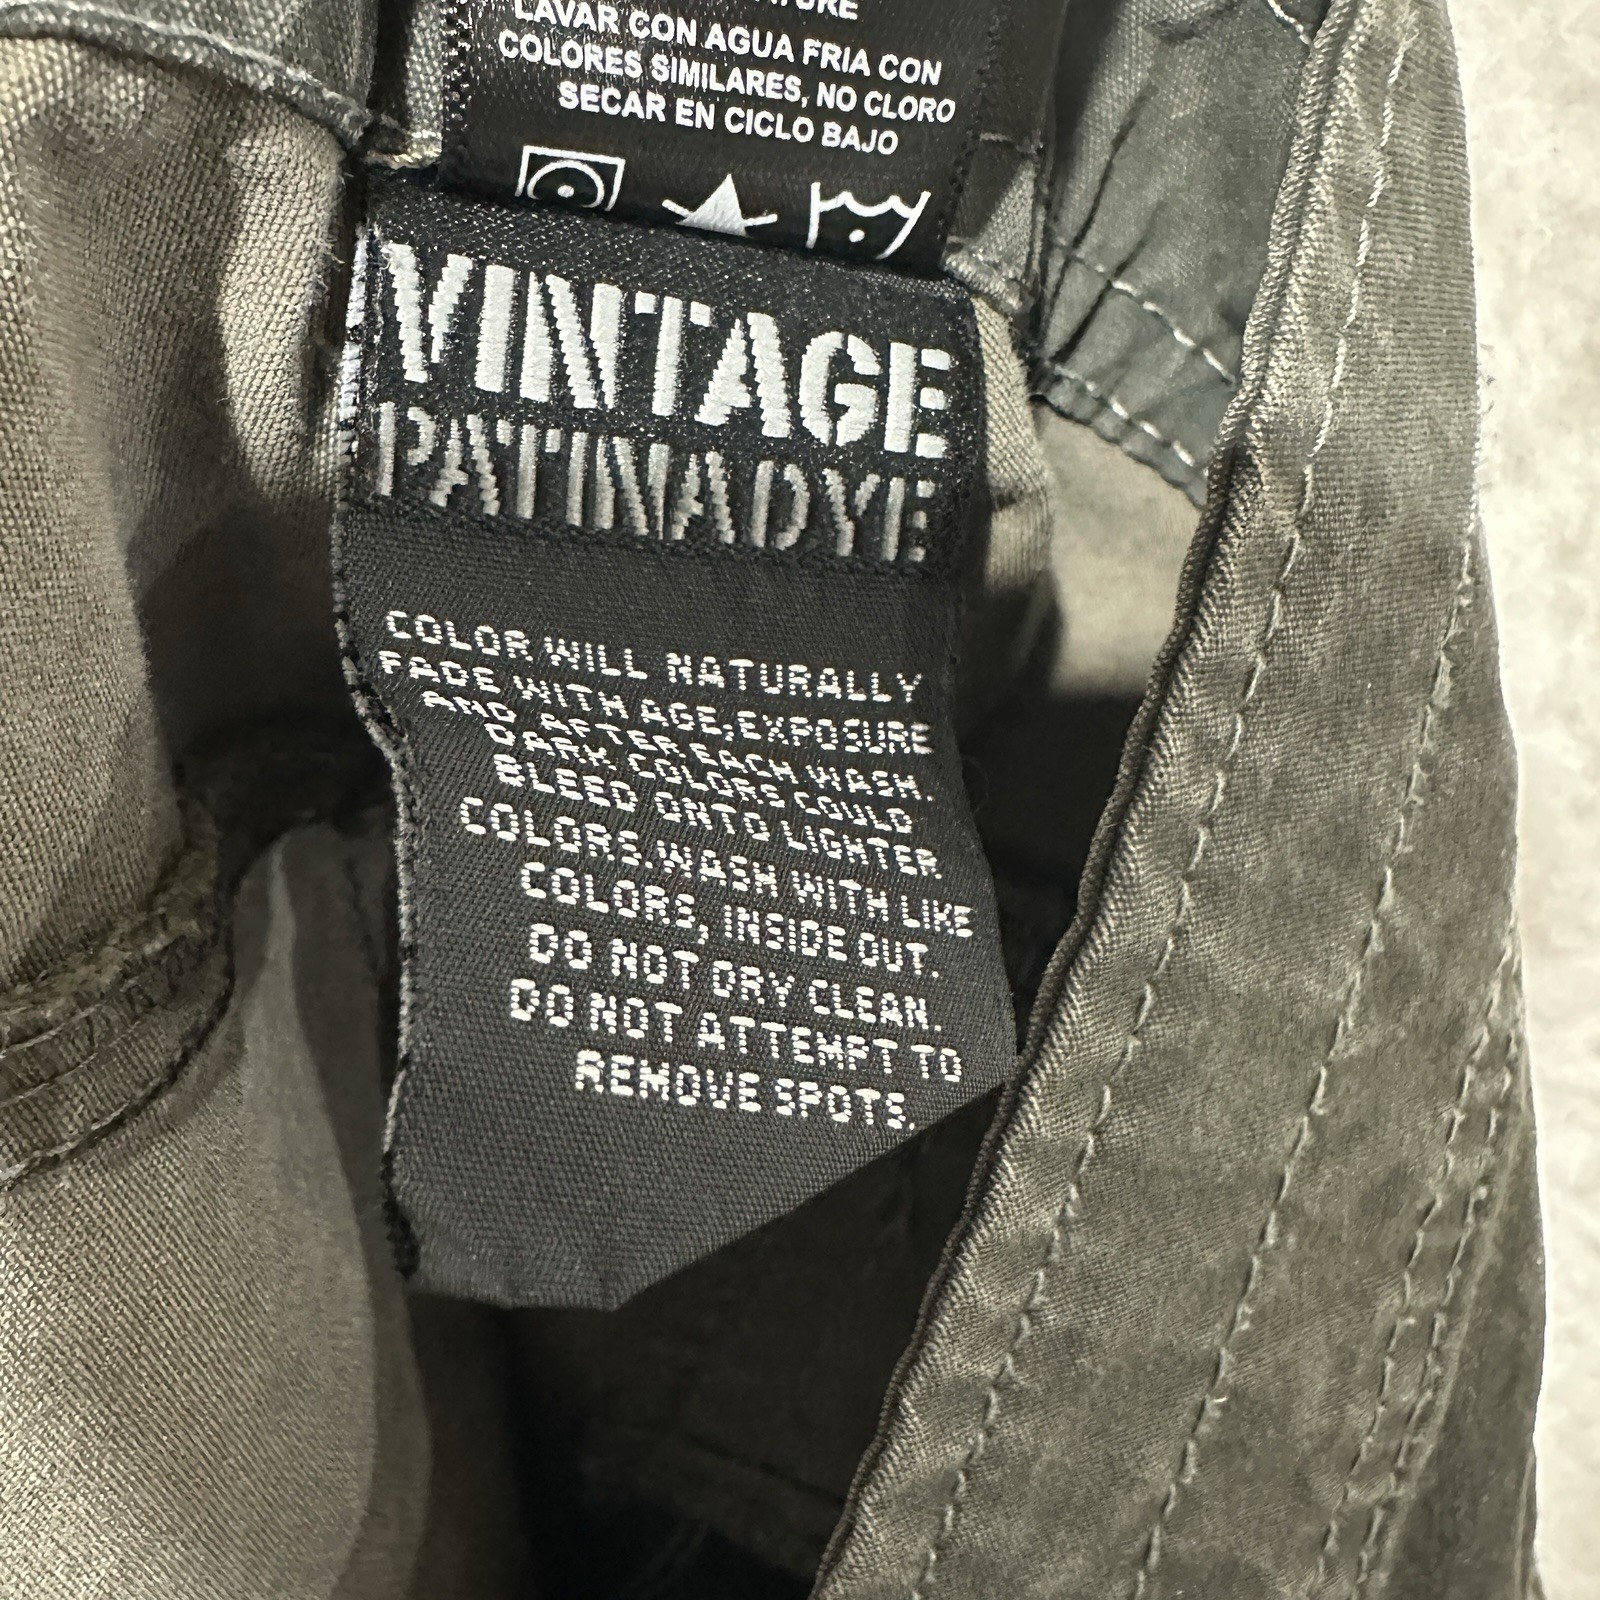 LAVAR CON AGUA FRIA CON
COLORES SIMILARES, NO CLORO
SECAR EN CICLO BAJO
VINTAGE
PATINADYE
COLOR WILL NATURALLY
FADE WITH AGE,EXPOSURE
AND AFTER EACH WASH.
DARK COLORS COULD
BLEED ONTO LIGHTER
COLORS.WASH WITH LIKE
COLORS, INSIDE OUT.
DO NOT DRY CLEAN.
DO NOT ATTEMPT TO
REMOVE SPOTS.